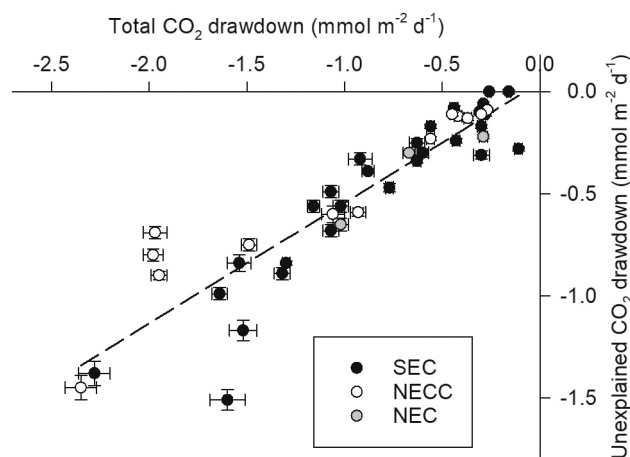 Total CO₂ drawdown (mmol m⁻² d⁻¹)
-2.5 -2.0 -1.5 -1.0 -0.5 0.0
0.0
-0.5
-1.0
-1.5
Unexplained CO₂ drawdown (mmol m⁻² d⁻¹)
SEC
NECC
NEC